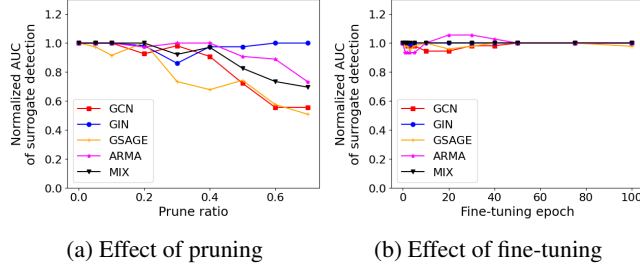 Normalized AUC
of surrogate detection
1.2
1.0
0.8
0.6
0.4
0.2
0.0
GCN
GIN
GSAGE
ARMA
MIX
0.0 0.2 0.4 0.6
Prune ratio
(a) Effect of pruning
Normalized AUC
of surrogate detection
1.2
1.0
0.8
0.6
0.4
0.2
0.0
GCN
GIN
GSAGE
ARMA
MIX
0 20 40 60 80 100
Fine-tuning epoch
(b) Effect of fine-tuning